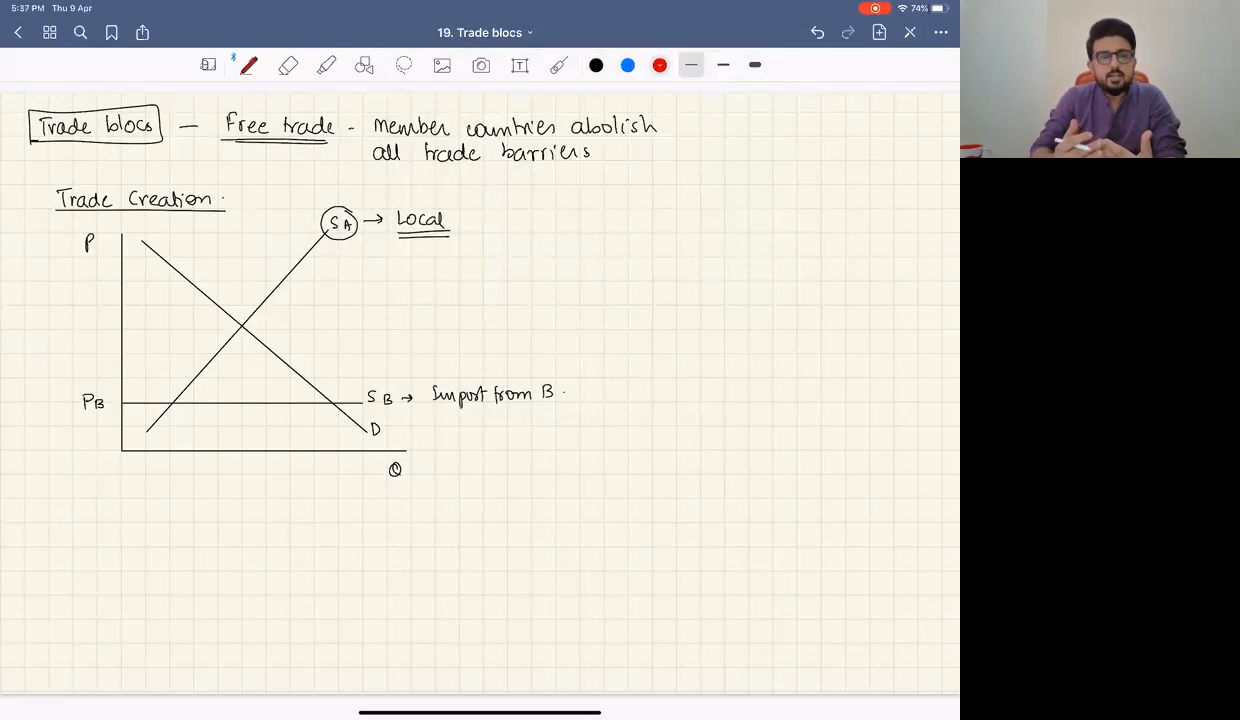 5:37 PM Thu 9 Apr
74%
19. Trade blocs
T
Trade blocs – Free trade - member countries abolish
all trade barriers
Trade Creation.
SA → Local
P
PB
SB → Import from B.
D
Q